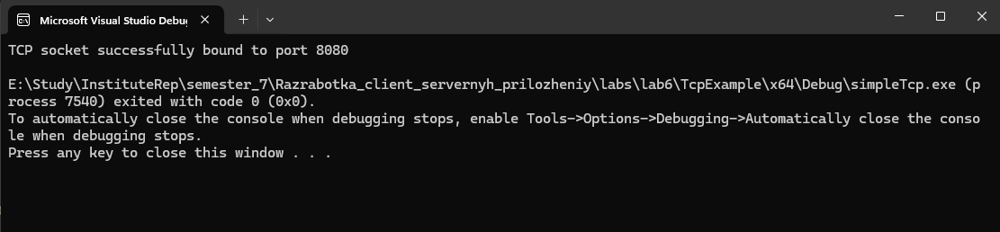 Microsoft Visual Studio Debu
TCP socket successfully bound to port 8080
E:\Study\InstituteRep\semester_7\Razrabotka_client_servernyh_prilozheniy\labs\lab6\TcpExample\x64\Debug\simpleTcp.exe (p
rocess 7540) exited with code 0 (0x0).
To automatically close the console when debugging stops, enable Tools->Options->Debugging->Automatically close the conso
le when debugging stops.
Press any key to close this window . . .